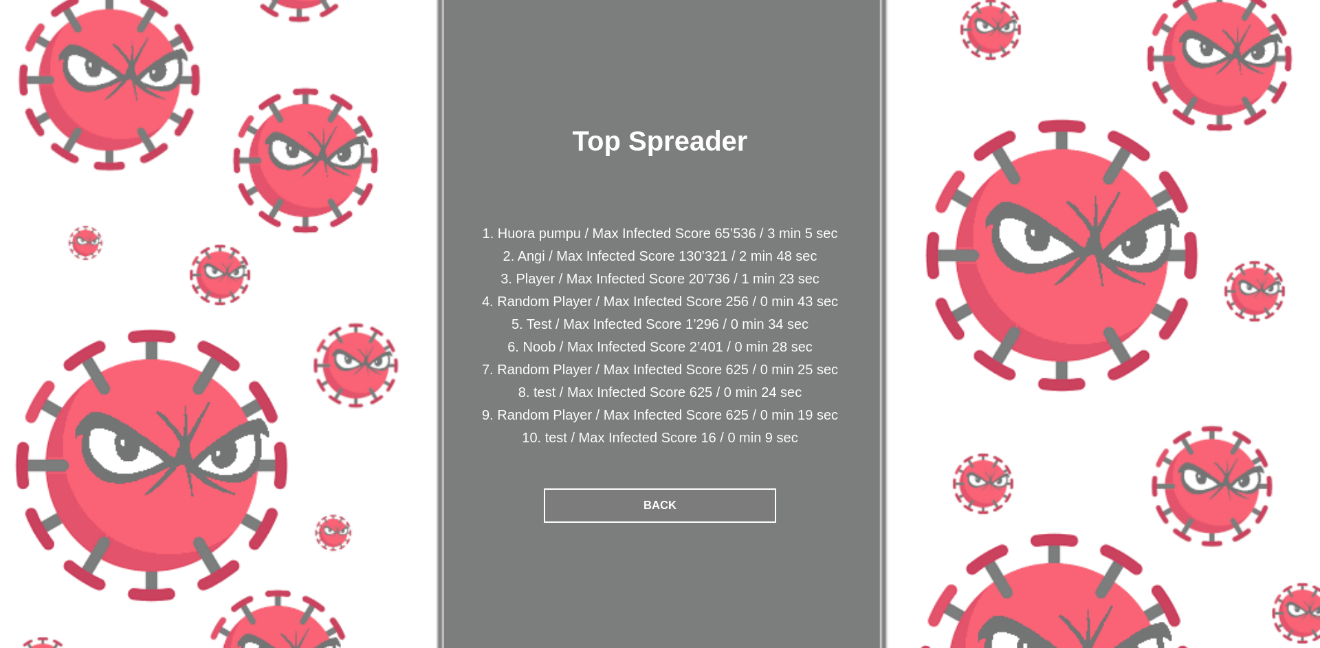 Top Spreader
1. Huora pumpu / Max Infected Score 65'536 / 3 min 5 sec
2. Angi / Max Infected Score 130'321 / 2 min 48 sec
3. Player / Max Infected Score 20'736 / 1 min 23 sec
4. Random Player / Max Infected Score 256 / 0 min 43 sec
5. Test / Max Infected Score 1'296 / 0 min 34 sec
6. Noob / Max Infected Score 2'401 / 0 min 28 sec
7. Random Player / Max Infected Score 625 / 0 min 25 sec
8. test / Max Infected Score 625 / 0 min 24 sec
9. Random Player / Max Infected Score 625 / 0 min 19 sec
10. test / Max Infected Score 16 / 0 min 9 sec
BACK